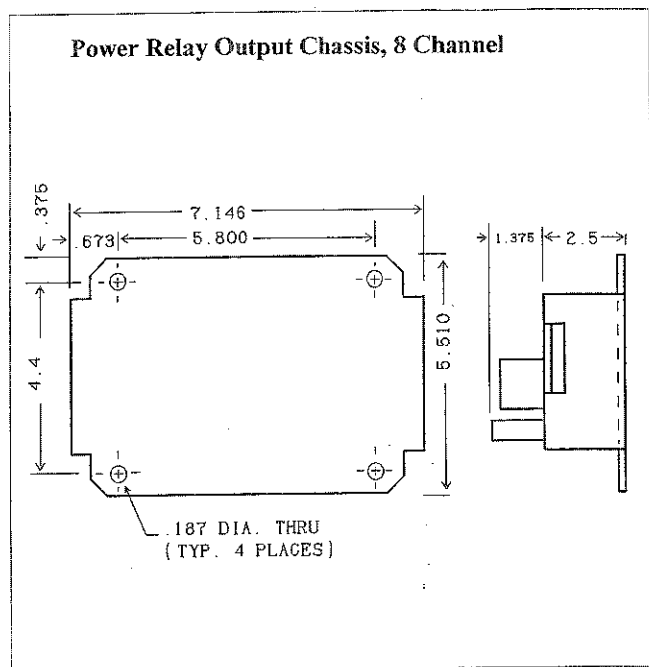 Power Relay Output Chassis, 8 Channel
.375
7.146
.673
5.800
1.375
2.5
4.4
5.510
.187 DIA. THRU
(TYP. 4 PLACES)